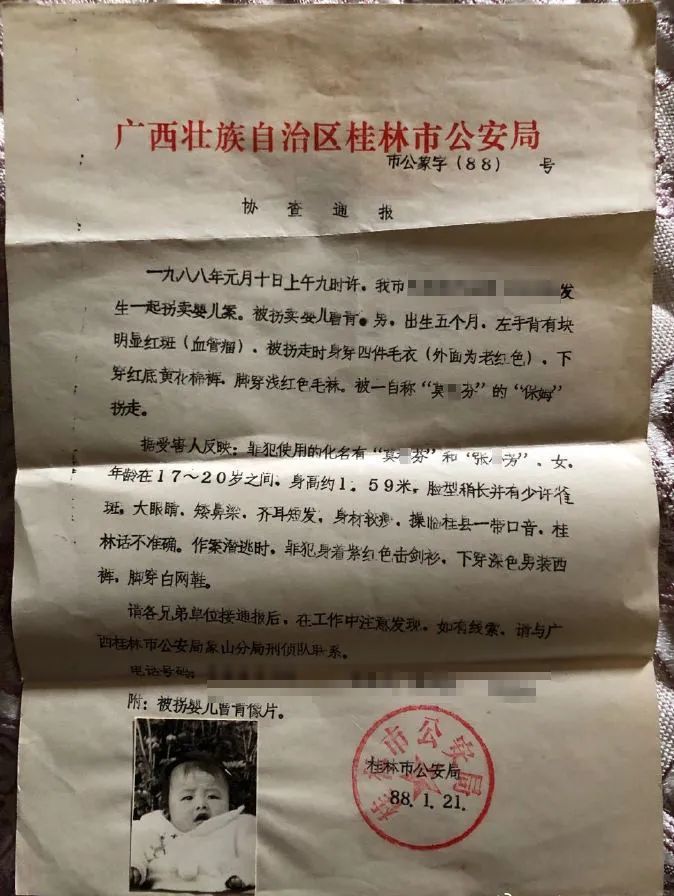 广西壮族自治区桂林市公安局
市公象字（88） 号
协查通报
一九八八年元月十日上午九时许。我市 发
生一起拐卖婴儿案。被拐卖婴儿曾肯。男。出生五个月，左手背有块
明显红斑（血管瘤）、被拐走时身穿四件毛衣（外面为老红色）、下
穿红底黄花棉裤。脚穿浅红色毛袜。被一自称“莫 芬”的“保姆”
拐走。
据受害人反映：罪犯使用的化名有“莫 芬”和“张 芳”、女。
年龄在17～20岁之间。身高约1．59米，脸型稍长并有少许雀
斑。大眼睛，矮鼻梁、齐耳短发，身材较瘦，操临桂县一带口音，桂
林话不准确。作案潜逃时。罪犯身着紫红色击剑衫，下穿深色男装西
裤，脚穿白网鞋。
请各兄弟单位接通报后，在工作中注意发现。如有线索，请与广
西桂林市公安局象山分局刑侦队联系。
电话号码：
附：被拐婴儿曾肯像片。
桂林市公安局
桂林市公安局
88．1．21．